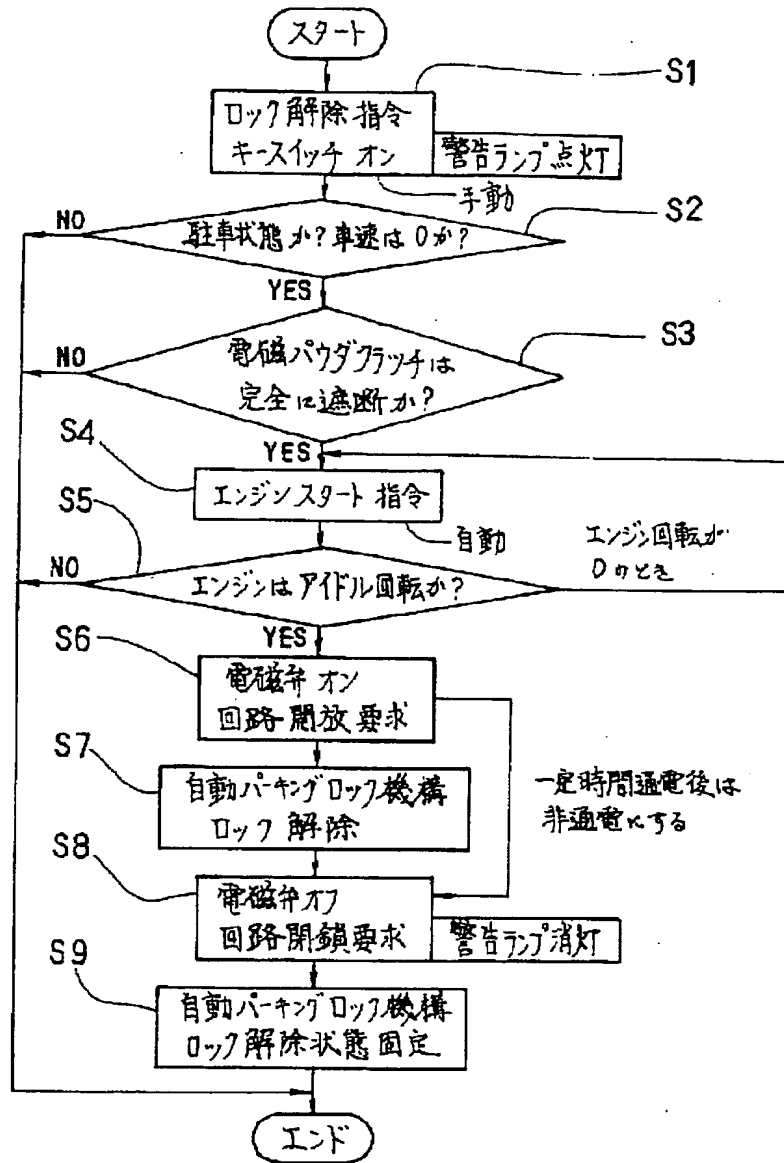 スタート
S1
ロック解除指令
キースイッチ オン
警告ランプ点灯
手動
S2
NO
駐車状態か?車速は0か?
YES
S3
NO
電磁パウダクラッチは
完全に遮断か?
S4
YES
エンジンスタート指令
自動
S5
エンジン回転が
0のとき
NO
エンジンはアイドル回転か?
YES
S6
電磁弁オン
回路開放要求
S7
自動パーキングロック機構
ロック解除
一定時間通電後は
非通電にする
S8
電磁弁オフ
回路閉鎖要求
警告ランプ消灯
S9
自動パーキングロック機構
ロック解除状態固定
エンド